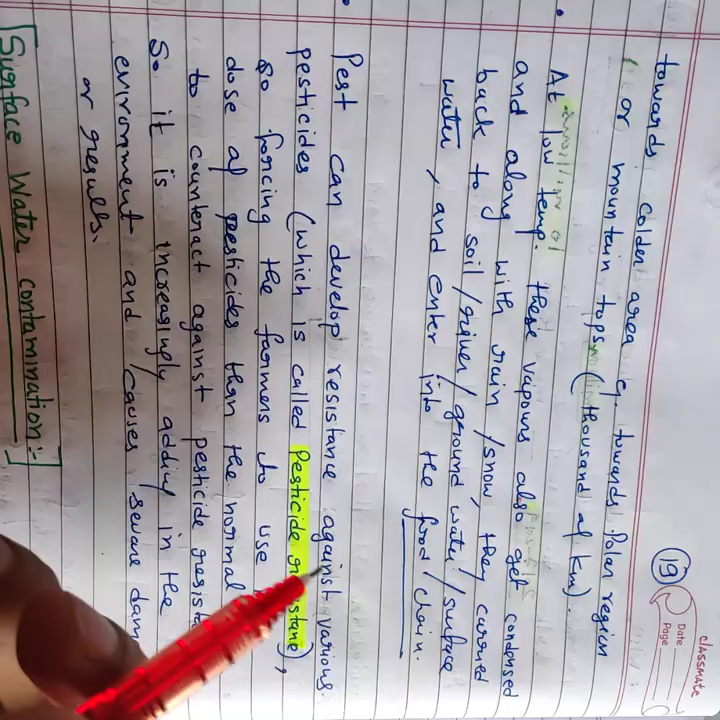 classmate
Date
Page
19
towards colder area eg. towards Polar region
or mountain tops (thousand of Km).
• At low temp. these vapours also get condensed
and along with rain / snow, they carried
back to soil / river / ground water / surface
water, and enter into the food chain.
• Pest can develop resistance against various
pesticides (which is called Pesticide ),
so forcing the farmers to use
dose of pesticides than the normal
to counteract against pesticide
So it is increasingly adding in the
environment and causes severe
or results.
[Surface Water contamination:-]